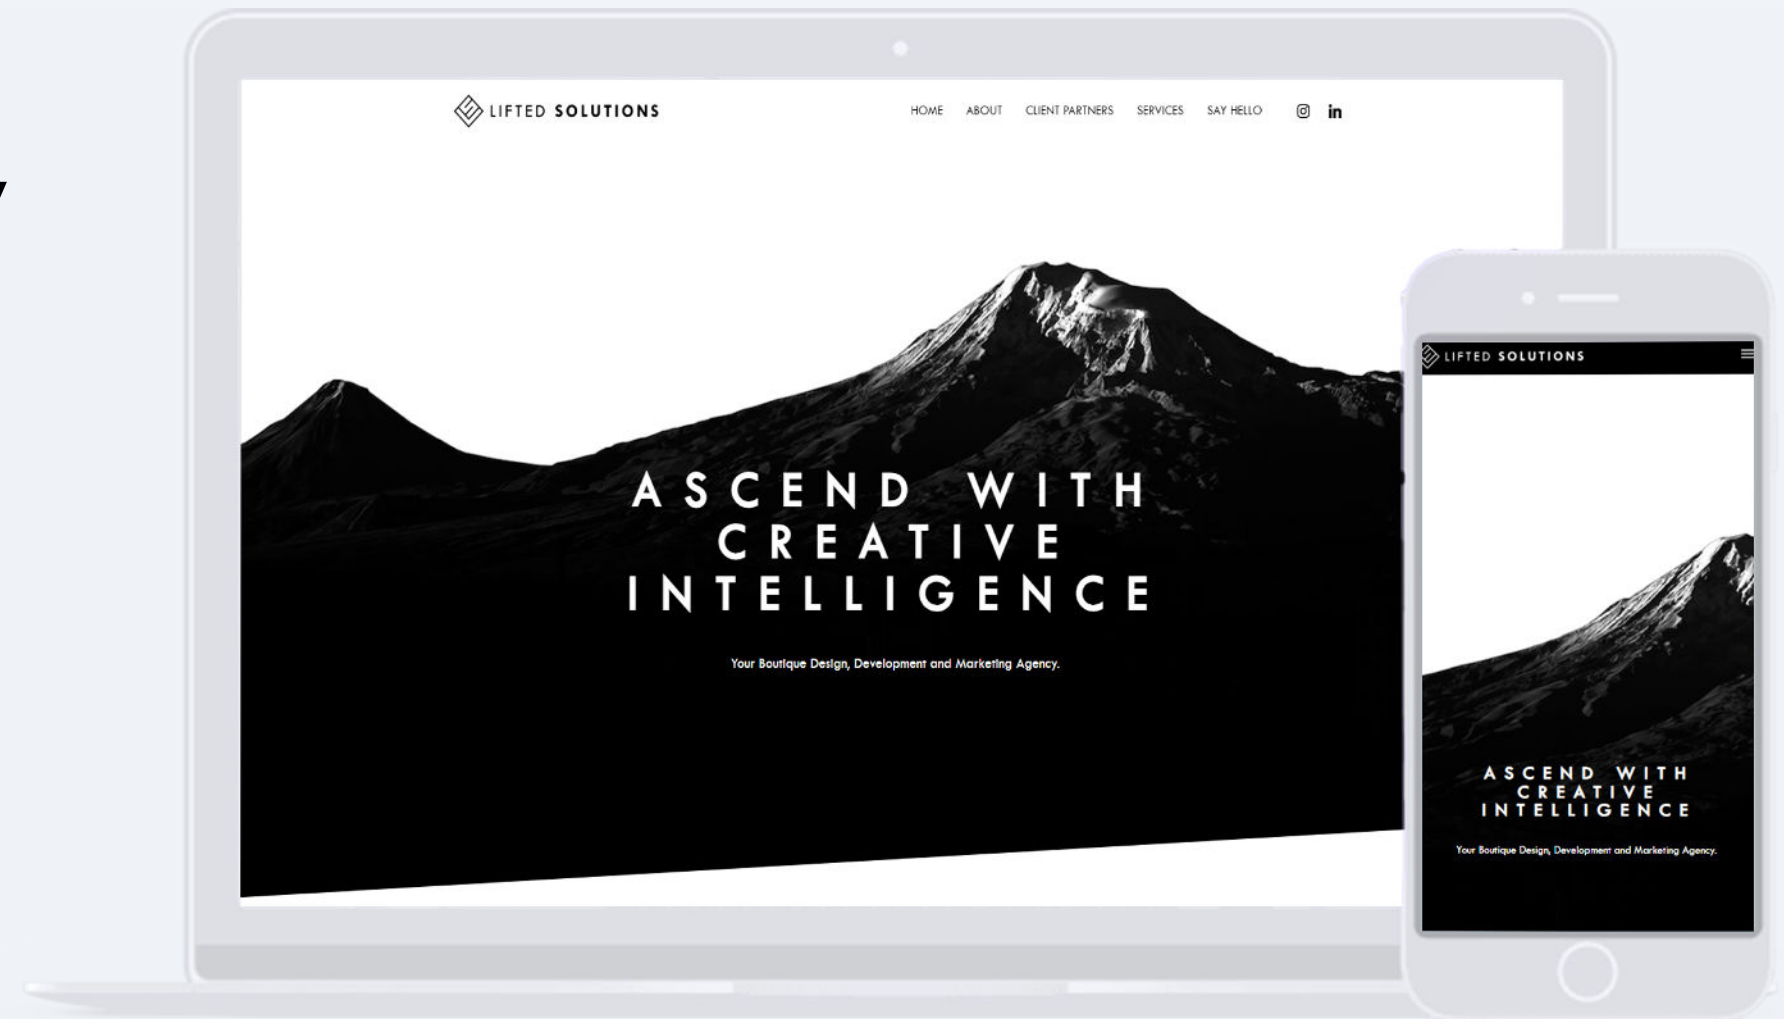 LIFTED SOLUTIONS
HOME ABOUT CLIENT PARTNERS SERVICES SAY HELLO in
ASCEND WITH
CREATIVE
INTELLIGENCE
Your Boutique Design, Development and Marketing Agency.
LIFTED SOLUTIONS
ASCEND WITH
CREATIVE
INTELLIGENCE
Your Boutique Design, Development and Marketing Agency.